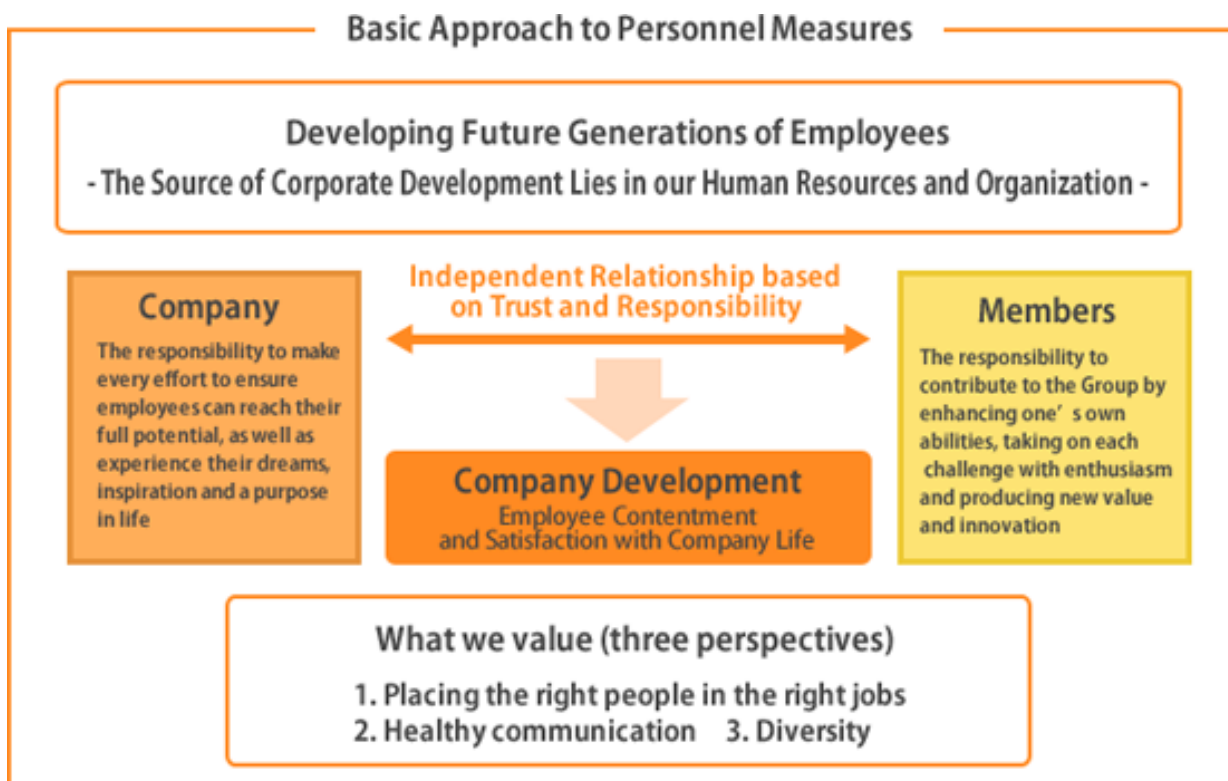 Basic Approach to Personnel Measures
Developing Future Generations of Employees
- The Source of Corporate Development Lies in our Human Resources and Organization -
Company
The responsibility to make
every effort to ensure
employees can reach their
full potential, as well as
experience their dreams,
inspiration and a purpose
in life
Independent Relationship based
on Trust and Responsibility
Members
The responsibility to
contribute to the Group by
enhancing one’s own
abilities, taking on each
challenge with enthusiasm
and producing new value
and innovation
Company Development
Employee Contentment
and Satisfaction with Company Life
What we value (three perspectives)
1. Placing the right people in the right jobs
2. Healthy communication 3. Diversity